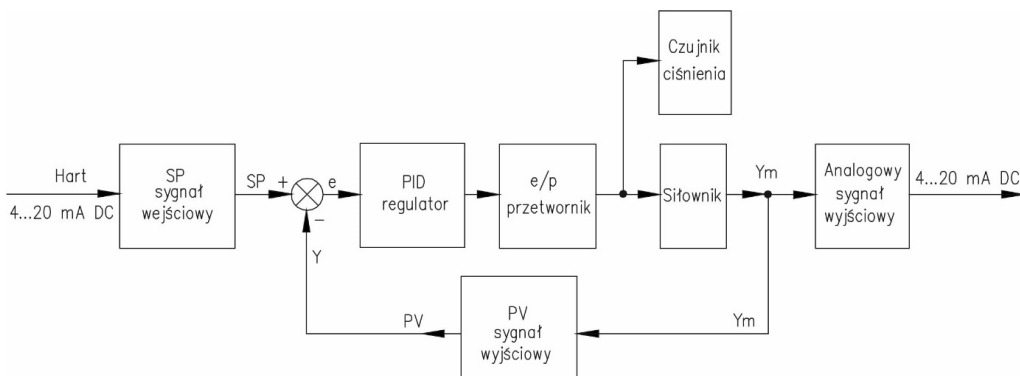 Czujnik
ciśnienia
Hart
4...20 mA DC
SP
sygnał
wejściowy
SP
+
-
e
PID
regulator
e/p
przetwornik
Siłownik
Ym
Analogowy
sygnał
wyjściowy
4...20 mA DC
Y
PV
PV
sygnał
wyjściowy
Ym